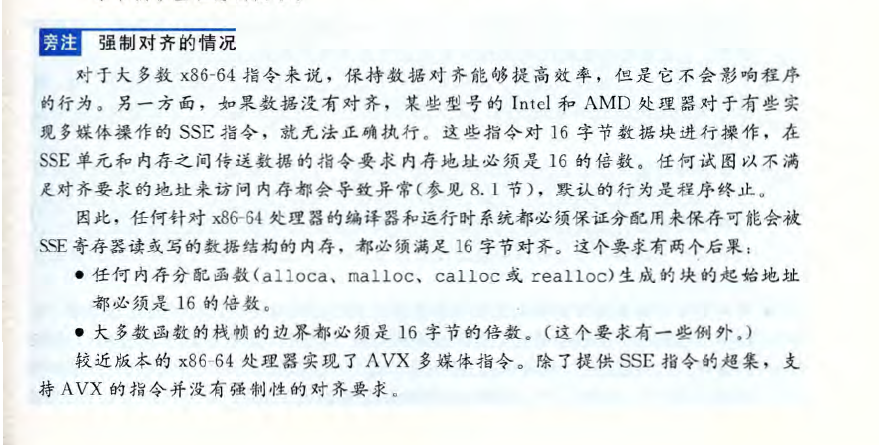 旁注 强制对齐的情况
对于大多数 x86-64 指令来说，保持数据对齐能够提高效率，但是它不会影响程序
的行为。另一方面，如果数据没有对齐，某些型号的 Intel 和 AMD 处理器对于有些实
现多媒体操作的 SSE 指令，就无法正确执行。这些指令对 16 字节数据块进行操作，在
SSE 单元和内存之间传送数据的指令要求内存地址必须是 16 的倍数。任何试图以不满
足对齐要求的地址来访问内存都会导致异常(参见 8.1 节)，默认的行为是程序终止。
因此，任何针对 x86-64 处理器的编译器和运行时系统都必须保证分配用来保存可能会被
SSE 寄存器读或写的数据结构的内存，都必须满足 16 字节对齐。这个要求有两个后果：
● 任何内存分配函数(alloca、malloc、calloc 或 realloc)生成的块的起始地址
都必须是 16 的倍数。
● 大多数函数的栈帧的边界都必须是 16 字节的倍数。(这个要求有一些例外。)
较近版本的 x86-64 处理器实现了 AVX 多媒体指令。除了提供 SSE 指令的超集，支
持 AVX 的指令并没有强制性的对齐要求。